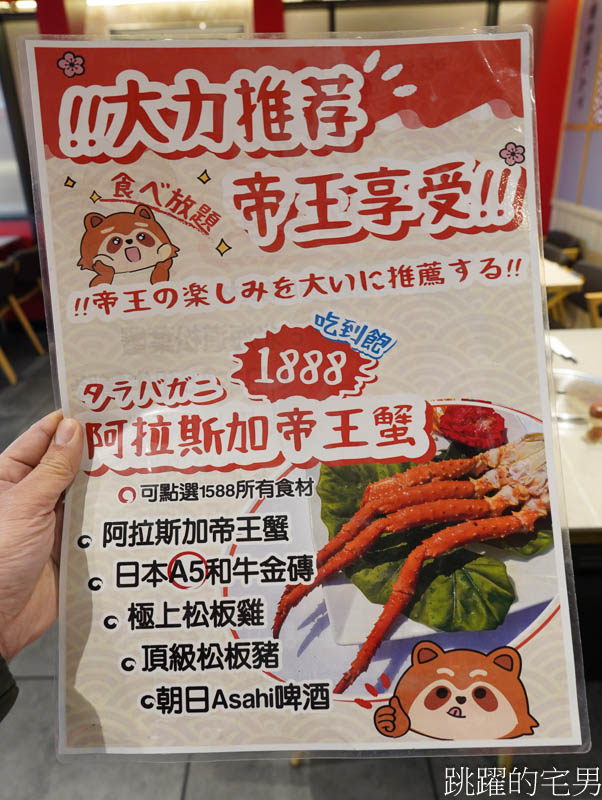 !!大力推荐
食べ放題
帝王享受!!
!!帝王の楽しみを大いに推薦する!!
吃到飽
1888
タラバガニ
阿拉斯加帝王蟹
可點選1588所有食材
阿拉斯加帝王蟹
日本A5和牛金磚
極上松板雞
頂級松板豬
朝日Asahi啤酒
跳躍的宅男